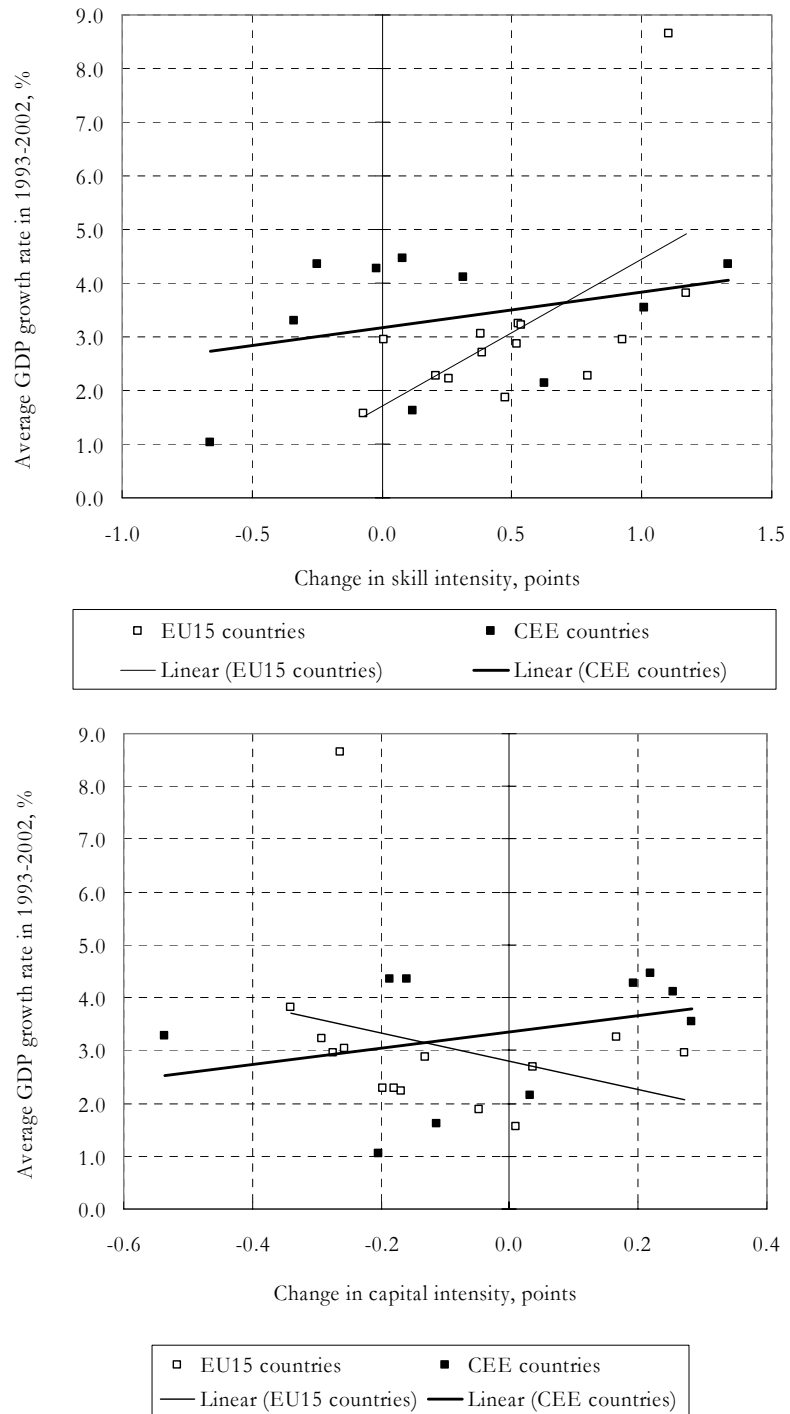 Average GDP growth rate in 1993-2002, %
9.0
8.0
7.0
6.0
5.0
4.0
3.0
2.0
1.0
0.0
-1.0 -0.5 0.0 0.5 1.0 1.5
Change in skill intensity, points
EU15 countries CEE countries
Linear (EU15 countries) Linear (CEE countries)
Average GDP growth rate in 1993-2002, %
9.0
8.0
7.0
6.0
5.0
4.0
3.0
2.0
1.0
0.0
-0.6 -0.4 -0.2 0.0 0.2 0.4
Change in capital intensity, points
EU15 countries CEE countries
Linear (EU15 countries) Linear (CEE countries)